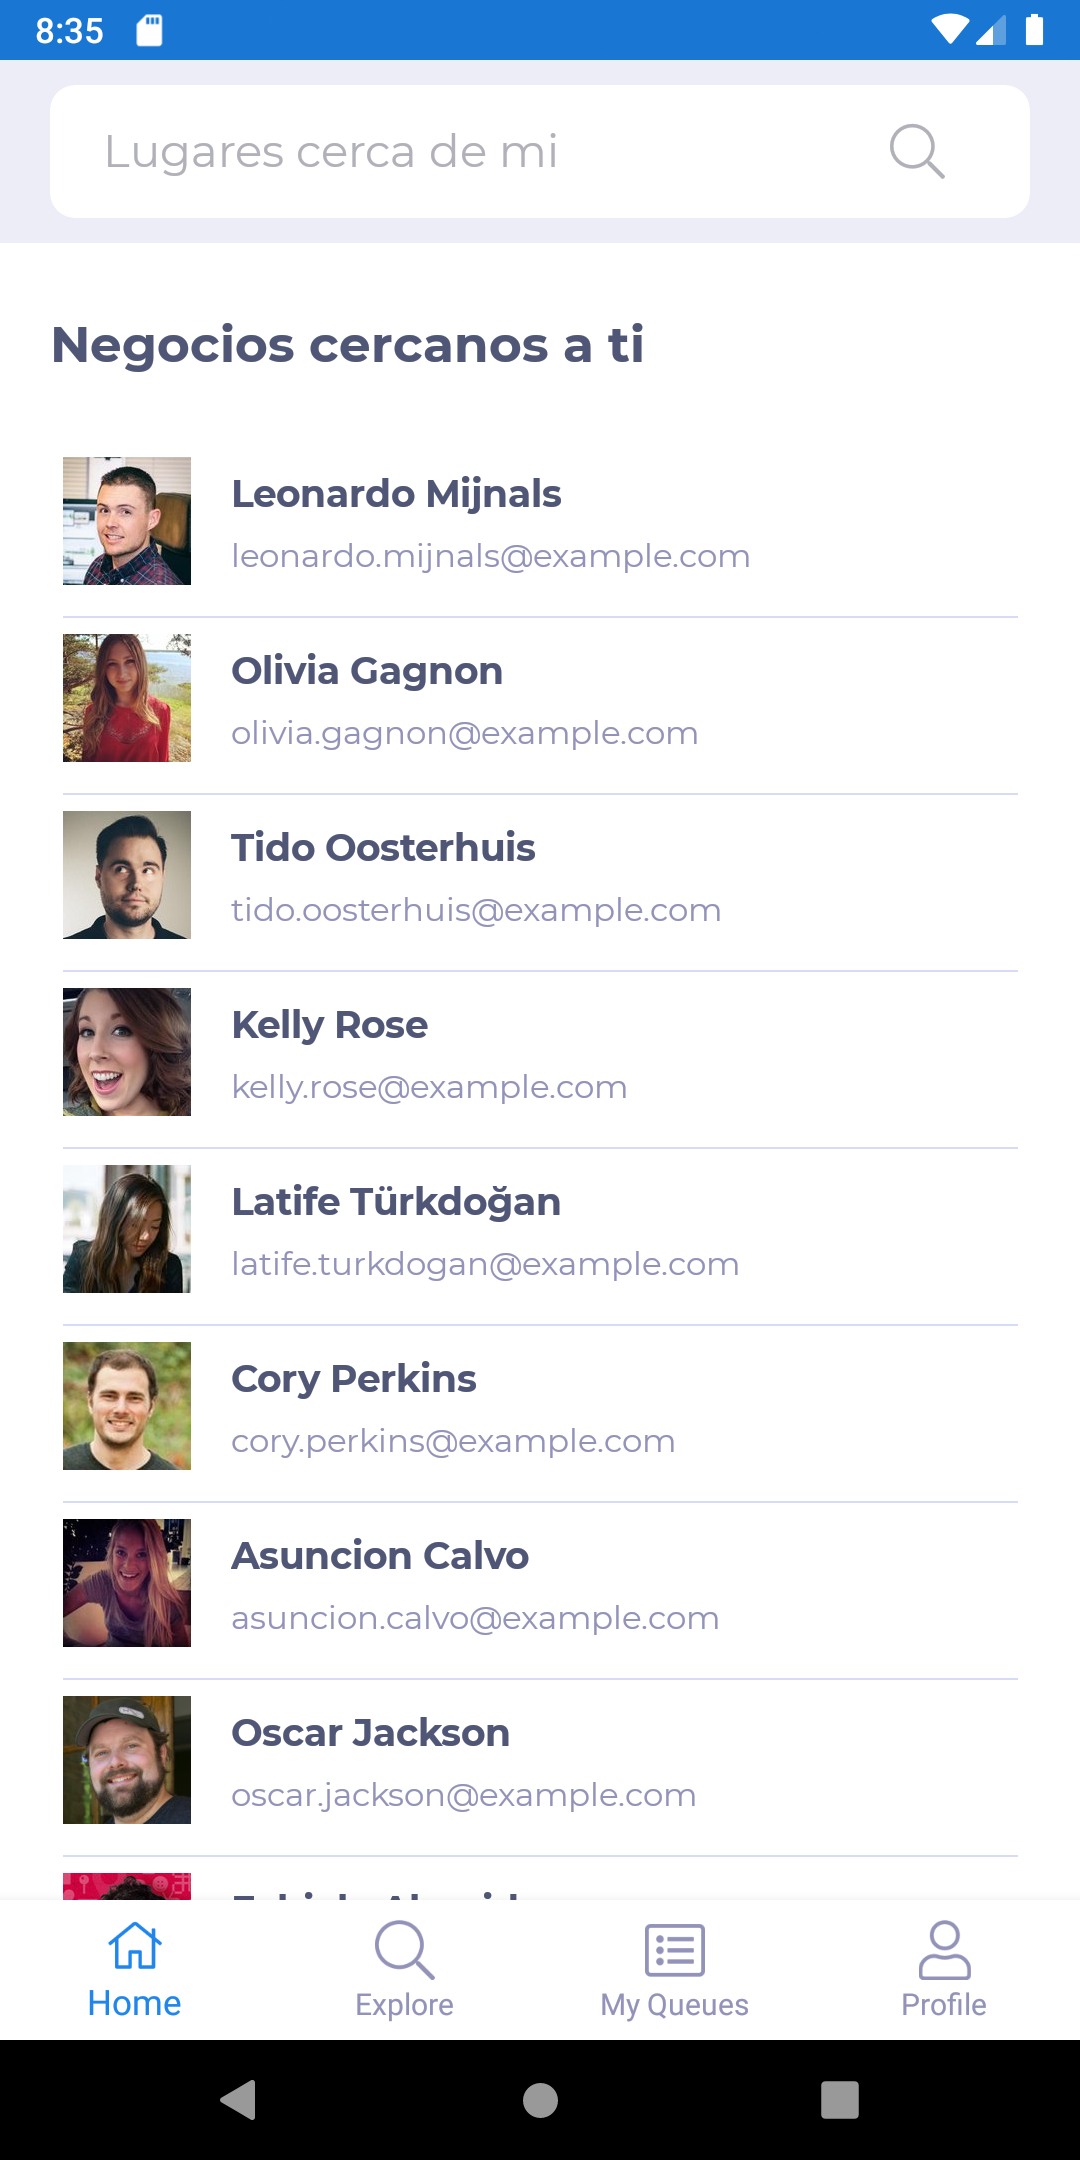 8:35
Lugares cerca de mi
Negocios cercanos a ti
Leonardo Mijnals
leonardo.mijnals@example.com
Olivia Gagnon
olivia.gagnon@example.com
Tido Oosterhuis
tido.oosterhuis@example.com
Kelly Rose
kelly.rose@example.com
Latife Türkdoğan
latife.turkdogan@example.com
Cory Perkins
cory.perkins@example.com
Asuncion Calvo
asuncion.calvo@example.com
Oscar Jackson
oscar.jackson@example.com
Home
Explore
My Queues
Profile